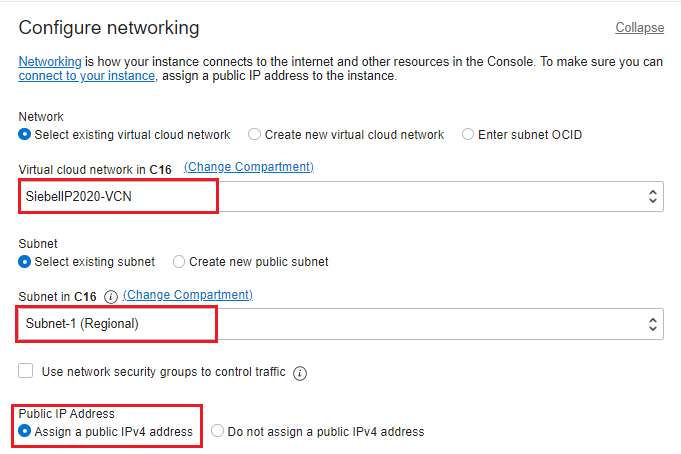 Configure networking
Collapse
Networking is how your instance connects to the internet and other resources in the Console. To make sure you can
connect to your instance, assign a public IP address to the instance.
Network
Select existing virtual cloud network
Create new virtual cloud network
Enter subnet OCID
Virtual cloud network in C16 (Change Compartment)
SiebelIP2020-VCN
Subnet
Select existing subnet
Create new public subnet
Subnet in C16 (Change Compartment)
Subnet-1 (Regional)
Use network security groups to control traffic
Public IP Address
Assign a public IPv4 address
Do not assign a public IPv4 address